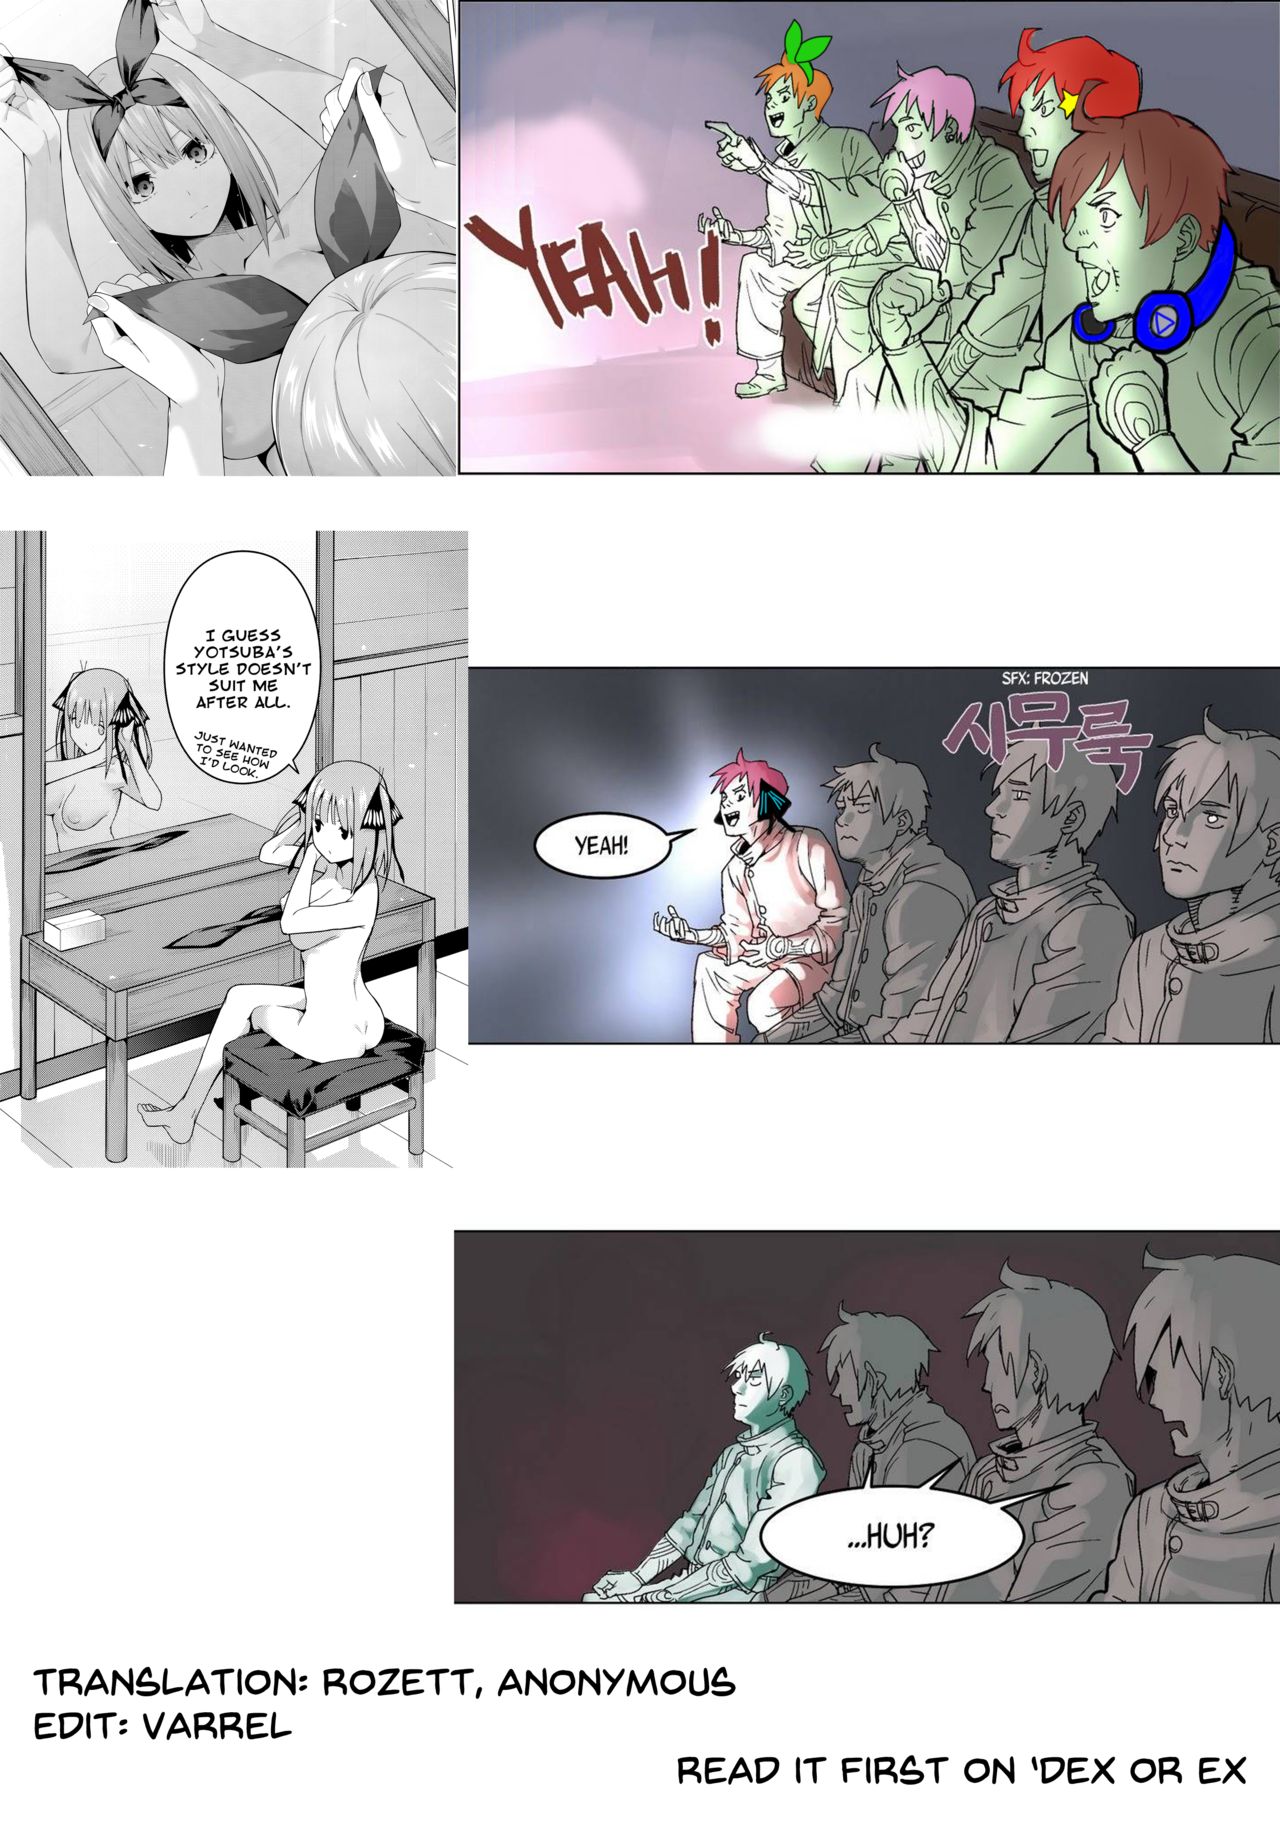 YEAH!
I GUESS
YOTSUBA'S
STYLE DOESN'T
SUIT ME
AFTER ALL.
JUST WANTED
TO SEE HOW
I'D LOOK.
SFX: FROZEN
시무룩
YEAH!
...HUH?
TRANSLATION: ROZETT, ANONYMOUS
EDIT: VARREL
READ IT FIRST ON 'DEX OR EX